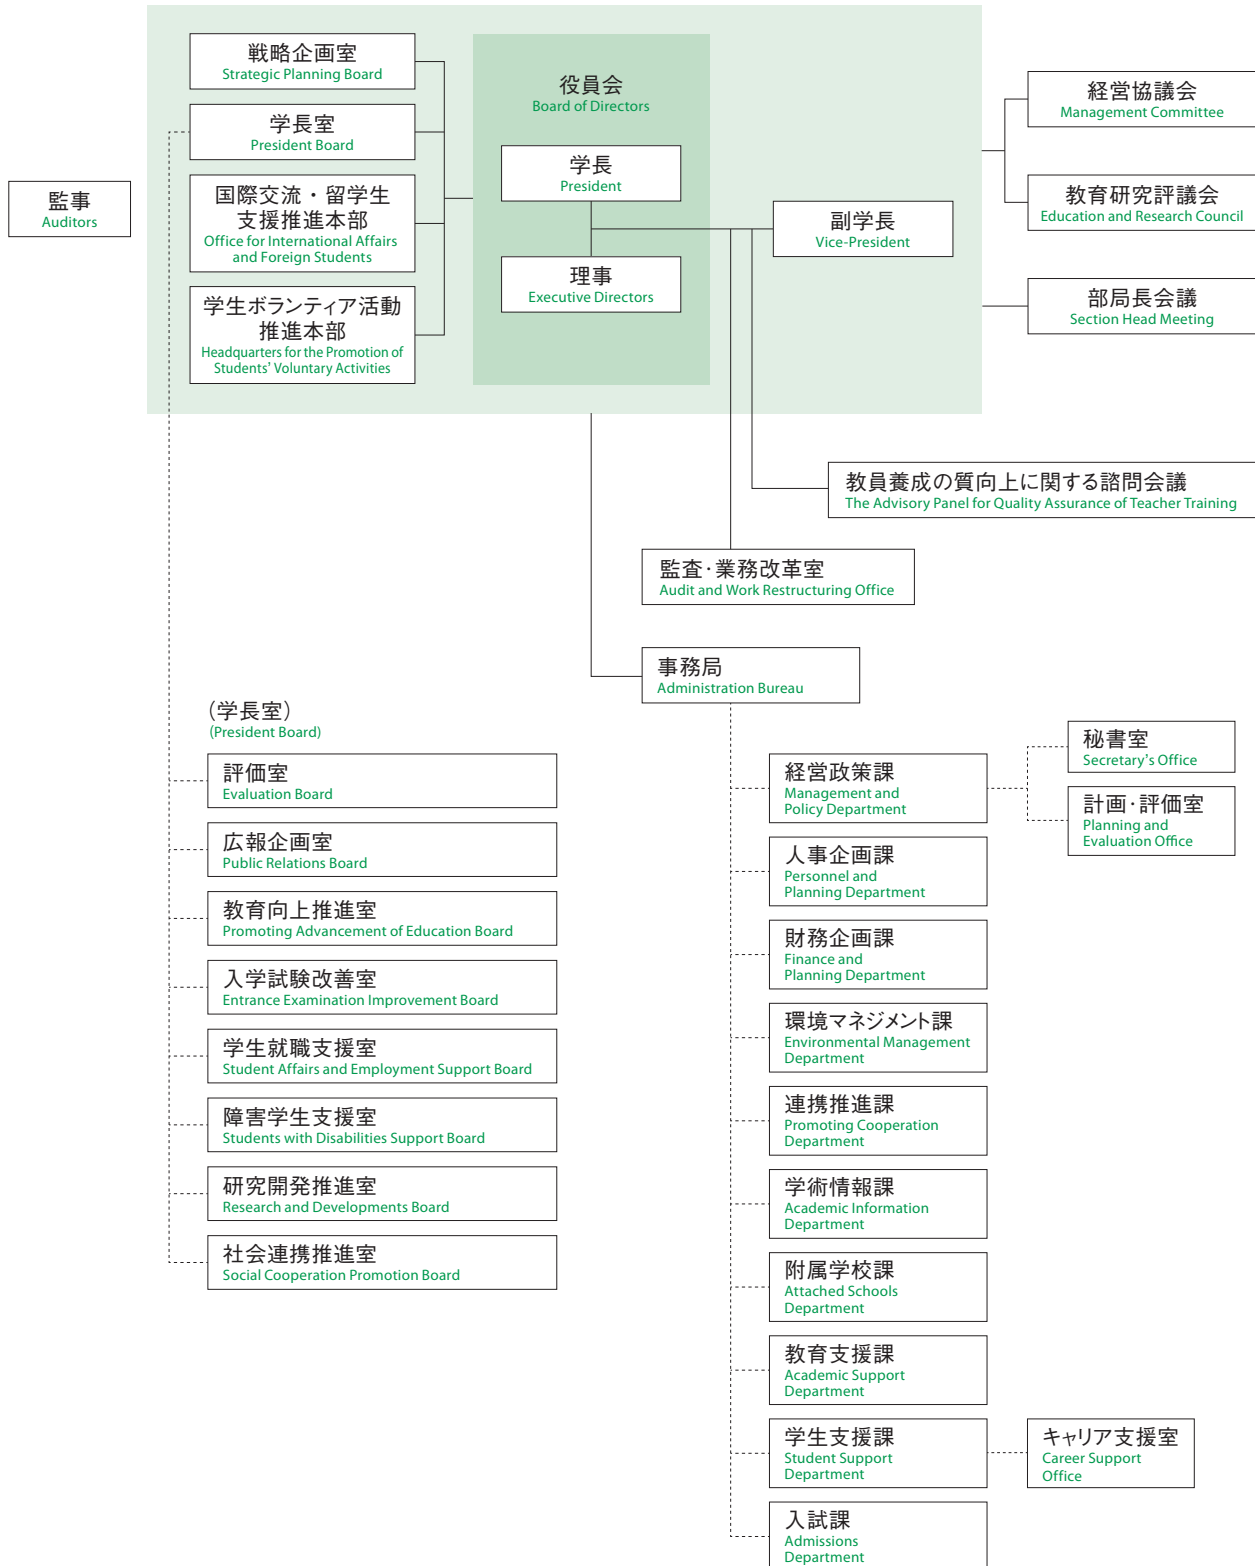 戦略企画室
Strategic Planning Board
学長室
President Board
国際交流・留学生
支援推進本部
Office for International Affairs
and Foreign Students
学生ボランティア活動
推進本部
Headquarters for the Promotion of
Students' Voluntary Activities
監事
Auditors
役員会
Board of Directors
学長
President
理事
Executive Directors
副学長
Vice-President
経営協議会
Management Committee
教育研究評議会
Education and Research Council
部局長会議
Section Head Meeting
教員養成の質向上に関する諮問会議
The Advisory Panel for Quality Assurance of Teacher Training
監査・業務改革室
Audit and Work Restructuring Office
事務局
Administration Bureau
(学長室)
(President Board)
評価室
Evaluation Board
広報企画室
Public Relations Board
教育向上推進室
Promoting Advancement of Education Board
入学試験改善室
Entrance Examination Improvement Board
学生就職支援室
Student Affairs and Employment Support Board
障害学生支援室
Students with Disabilities Support Board
研究開発推進室
Research and Developments Board
社会連携推進室
Social Cooperation Promotion Board
経営政策課
Management and
Policy Department
秘書室
Secretary's Office
計画・評価室
Planning and
Evaluation Office
人事企画課
Personnel and
Planning Department
財務企画課
Finance and
Planning Department
環境マネジメント課
Environmental Management
Department
連携推進課
Promoting Cooperation
Department
学術情報課
Academic Information
Department
附属学校課
Attached Schools
Department
教育支援課
Academic Support
Department
学生支援課
Student Support
Department
キャリア支援室
Career Support
Office
入試課
Admissions
Department